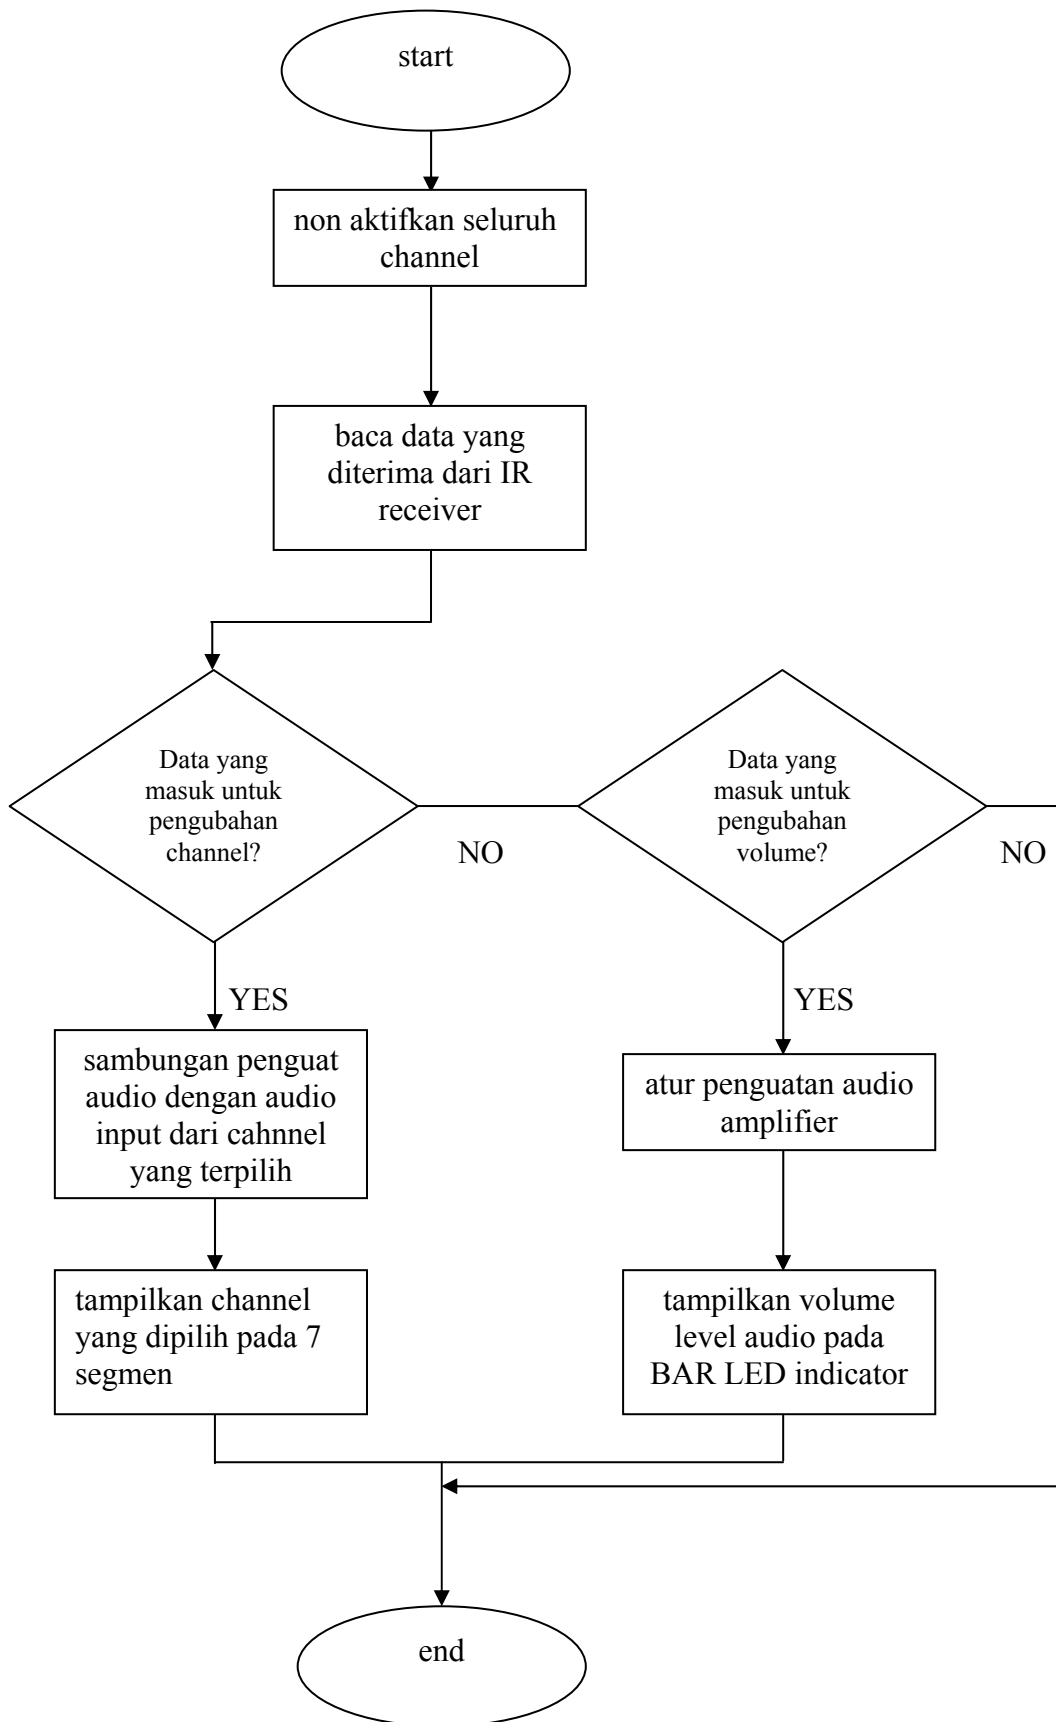 start
non aktifkan seluruh
channel
baca data yang
diterima dari IR
receiver
Data yang
masuk untuk
pengubahan
channel?
NO
Data yang
masuk untuk
pengubahan
volume?
NO
YES
YES
sambungan penguat
audio dengan audio
input dari cahnnel
yang terpilih
atur penguatan audio
amplifier
tampilkan channel
yang dipilih pada 7
segmen
tampilkan volume
level audio pada
BAR LED indicator
end